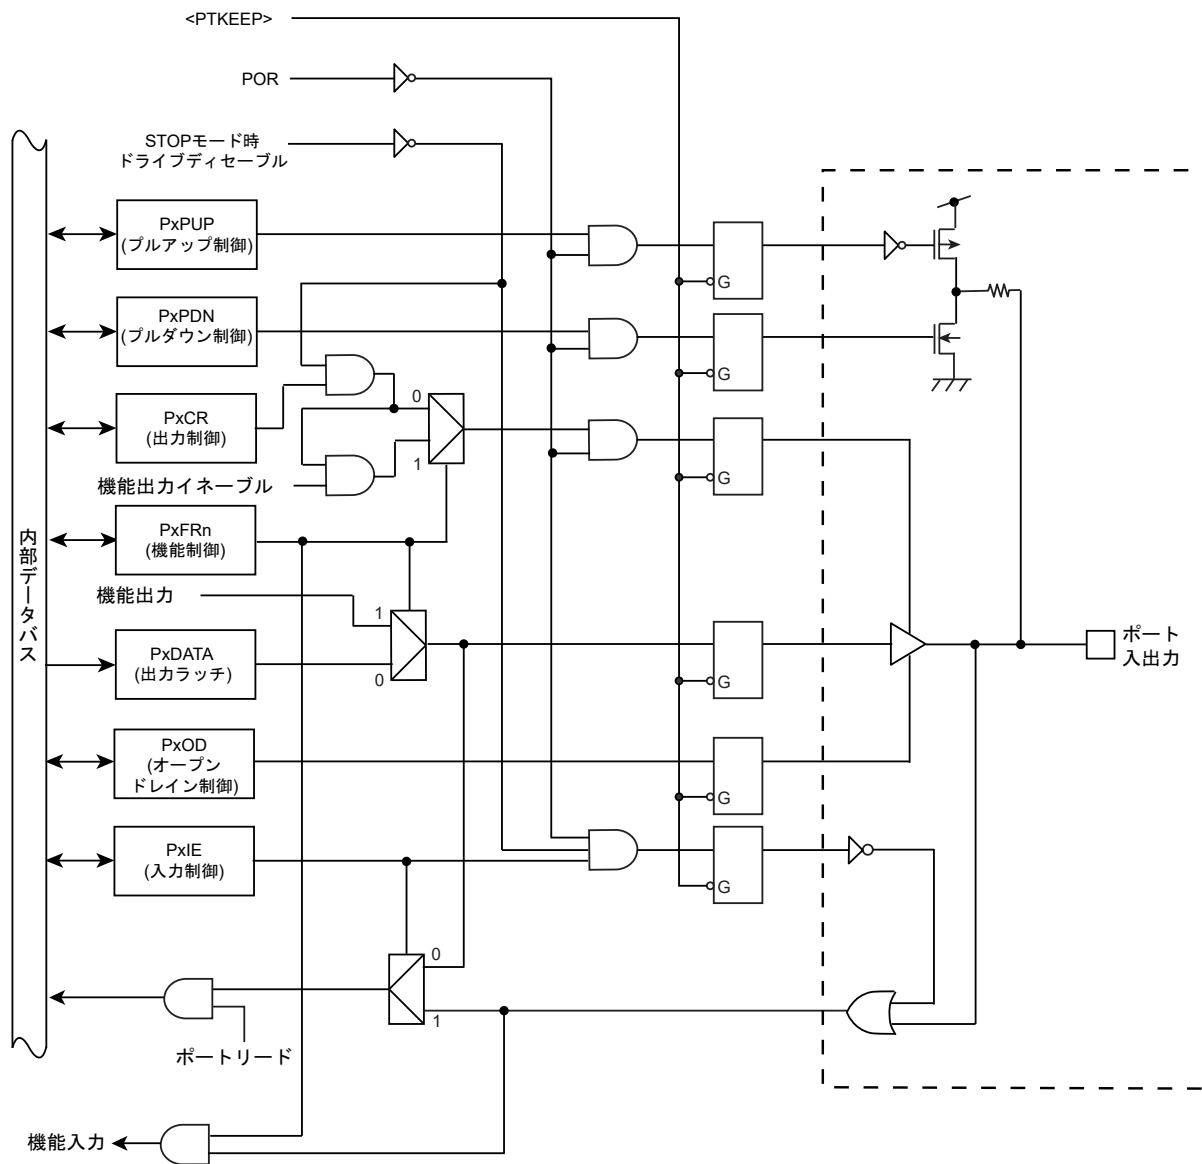 <PTKEEP>
POR
STOPモード時
ドライブディセーブル
PxPUP
(プルアップ制御)
G
PxPDN
(プルダウン制御)
G
PxCR
(出力制御)
0
1
G
機能出力イネーブル
PxFRn
(機能制御)
内部データバス
機能出力
1
0
PxDATA
(出力ラッチ)
G
ポート
入出力
PxOD
(オープン
ドレイン制御)
G
PxIE
(入力制御)
G
0
1
ポートリード
機能入力